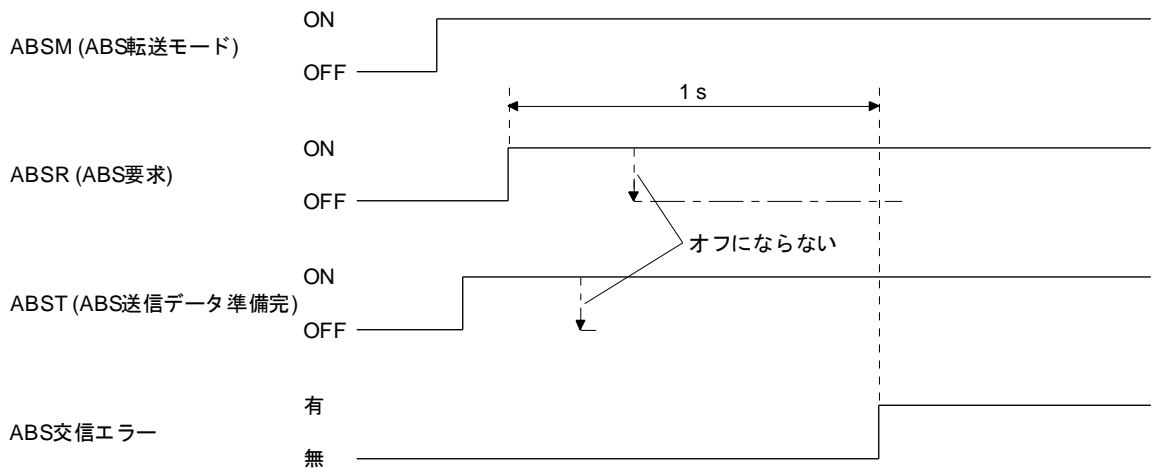 ON
ABSM (ABS転送モード)
OFF
1 s
ON
ABSR (ABS要求)
OFF
オフにならない
ON
ABST (ABS送信データ準備完)
OFF
有
ABS交信エラー
無